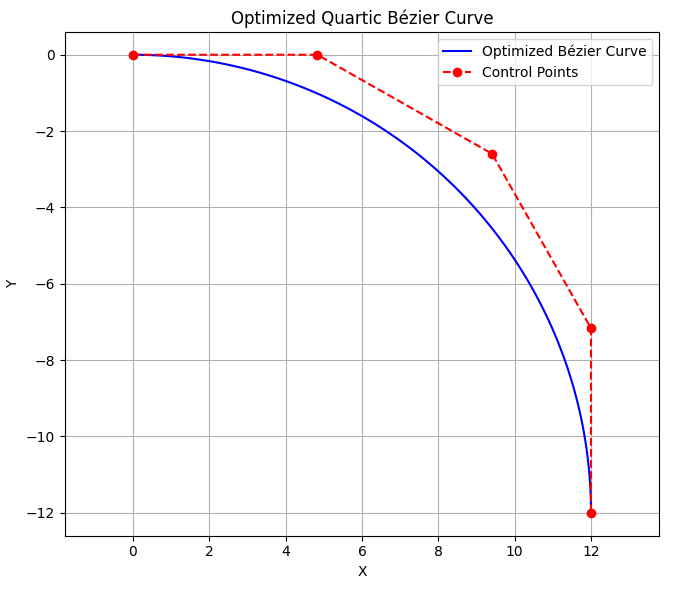 Optimized Quartic Bézier Curve
Optimized Bézier Curve
Control Points
0
−2
−4
−6
−8
−10
−12
Y
0 2 4 6 8 10 12
X